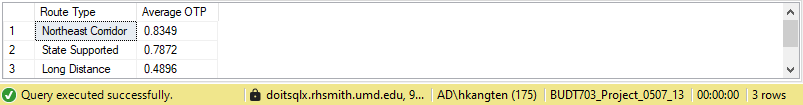 Route Type Average OTP
1 Northeast Corridor 0.8349
2 State Supported 0.7872
3 Long Distance 0.4896
Query executed successfully. doitsqlx.rhsmith.umd.edu, 9... AD\hkangten (175) BUDT703_Project_0507_13 00:00:00 3 rows